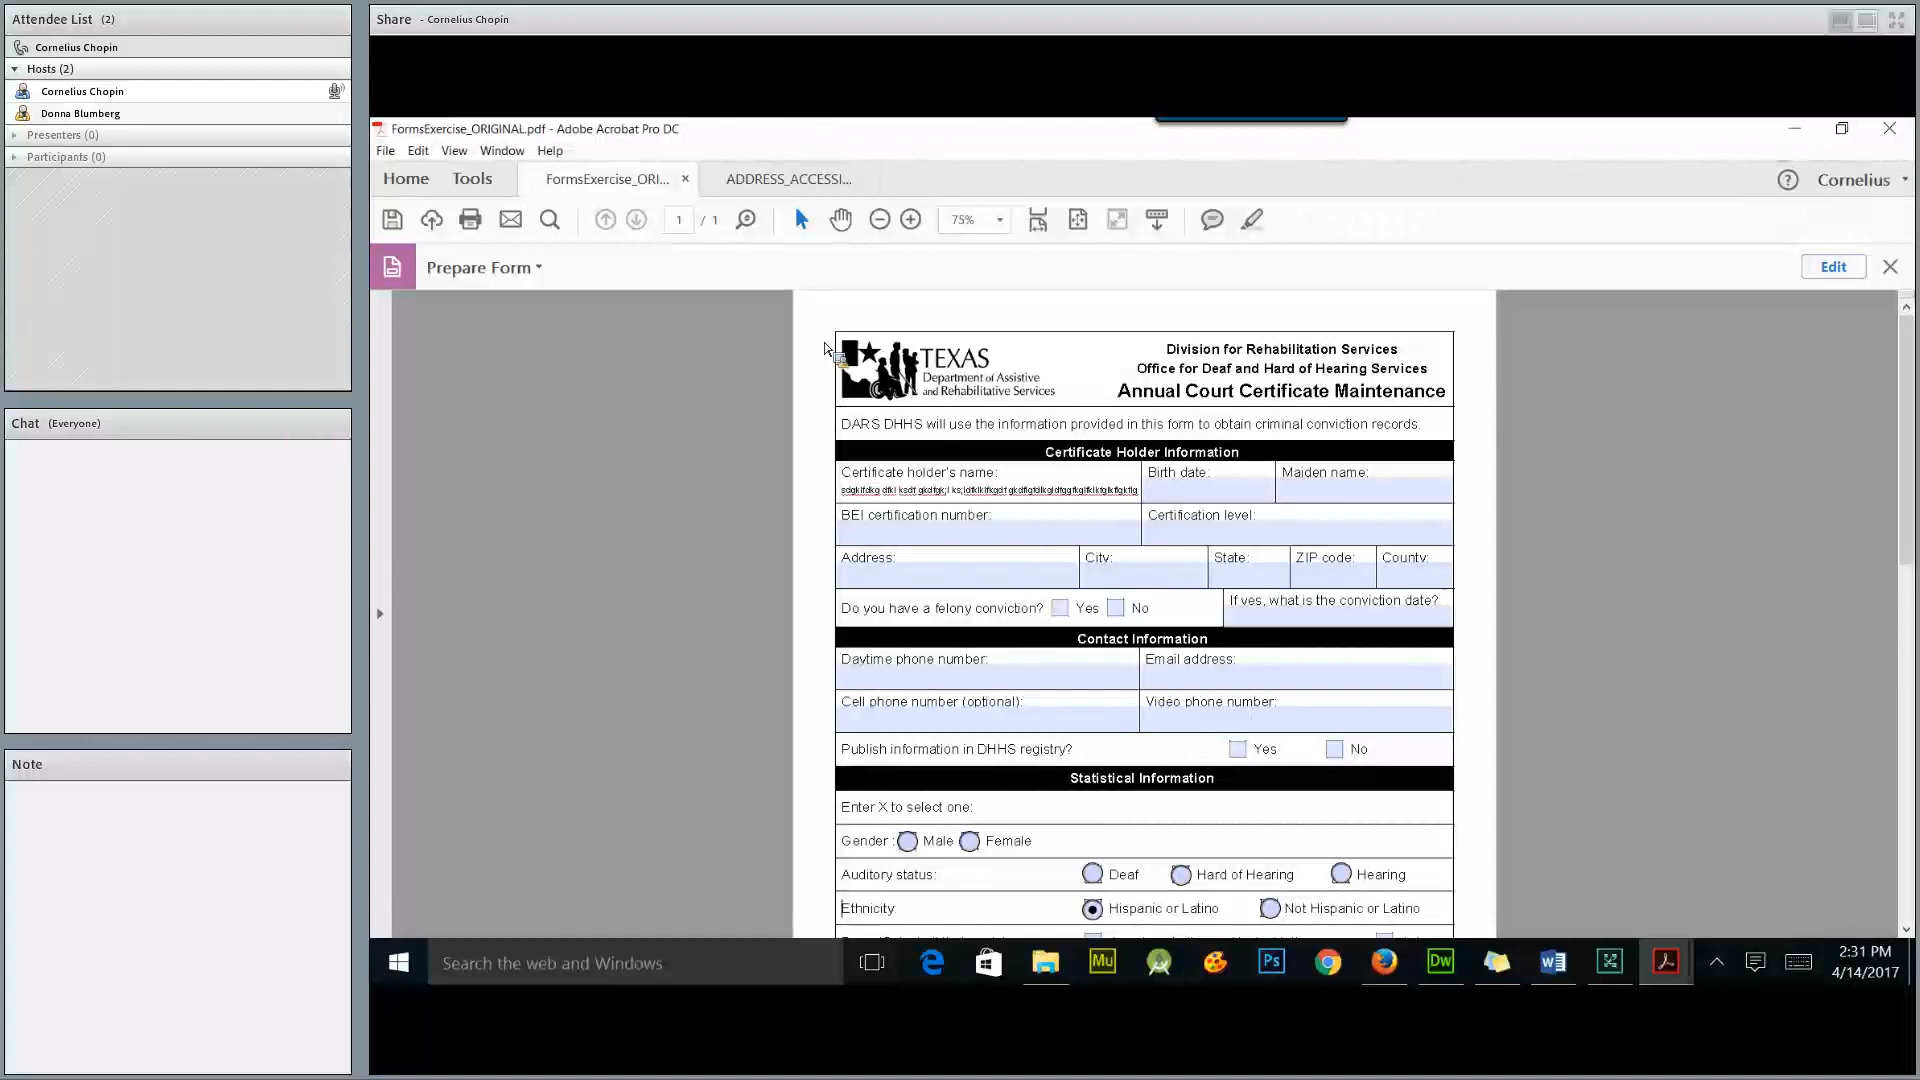 Attendee List (2)
Cornelius Chopin
Hosts (2)
Cornelius Chopin
Donna Blumberg
Presenters (0)
Participants (0)
Chat (Everyone)
Note
Share - Cornelius Chopin
FormsExercise_ORIGINAL.pdf - Adobe Acrobat Pro DC
File Edit View Window Help
Home Tools FormsExercise_ORI... × ADDRESS_ACCESSI... Cornelius
1 / 1 75%
Prepare Form Edit
TEXAS
Department of Assistive
and Rehabilitative Services
Division for Rehabilitation Services
Office for Deaf and Hard of Hearing Services
Annual Court Certificate Maintenance
DARS DHHS will use the information provided in this form to obtain criminal conviction records.
Certificate Holder Information
Certificate holder's name: Birth date: Maiden name:
BEI certification number: Certification level:
Address: City: State: ZIP code: County:
Do you have a felony conviction? Yes No If yes, what is the conviction date?
Contact Information
Daytime phone number: Email address:
Cell phone number (optional): Video phone number:
Publish information in DHHS registry? Yes No
Statistical Information
Enter X to select one:
Gender : Male Female
Auditory status: Deaf Hard of Hearing Hearing
Ethnicity: Hispanic or Latino Not Hispanic or Latino
Search the web and Windows
Mu Ps Dw
2:31 PM
4/14/2017